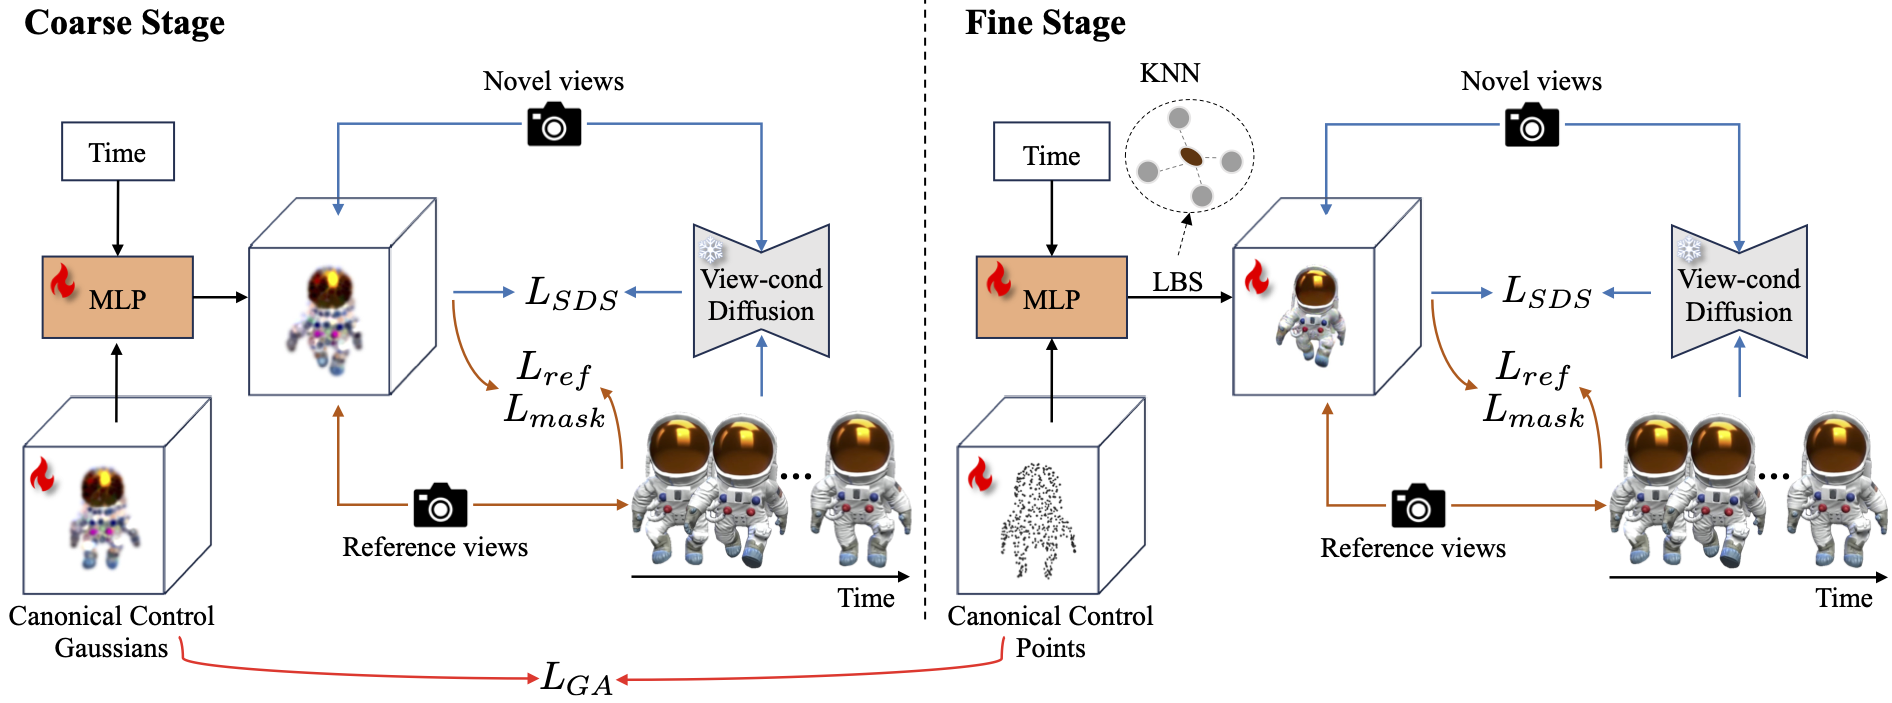 Coarse Stage
Novel views
Time
MLP
View-cond
Diffusion
L_{SDS}
L_{ref}
L_{mask}
...
Reference views
Time
Canonical Control
Gaussians
Fine Stage
KNN
Novel views
Time
MLP
LBS
View-cond
Diffusion
L_{SDS}
L_{ref}
L_{mask}
...
Reference views
Time
Canonical Control
Points
L_{GA}